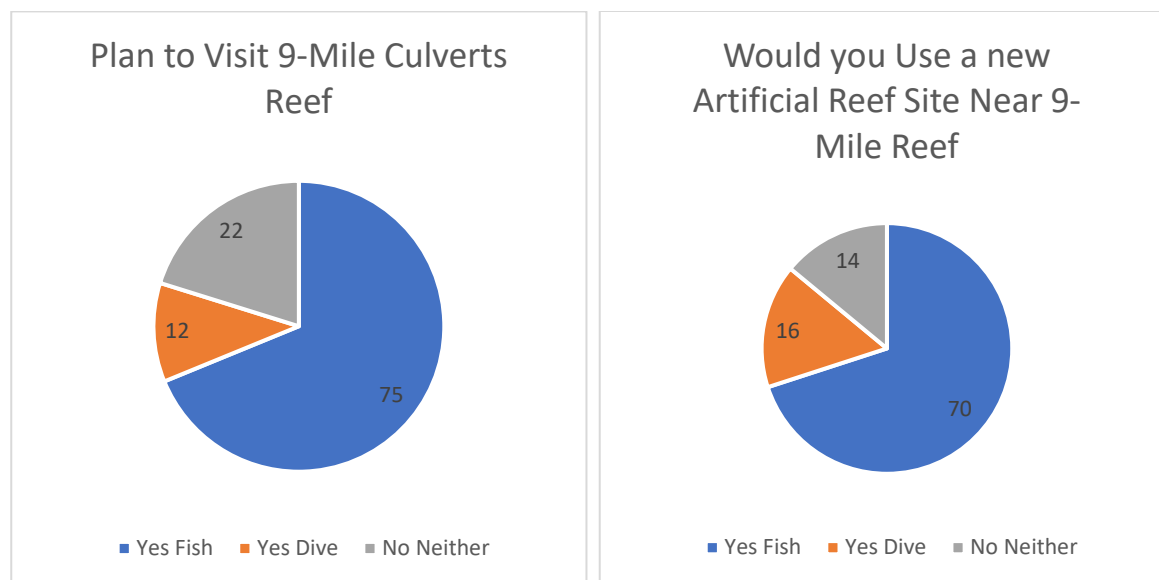 Plan to Visit 9-Mile Culverts
Reef
22
12
75
Yes Fish Yes Dive No Neither
Would you Use a new
Artificial Reef Site Near 9-
Mile Reef
14
16
70
Yes Fish Yes Dive No Neither